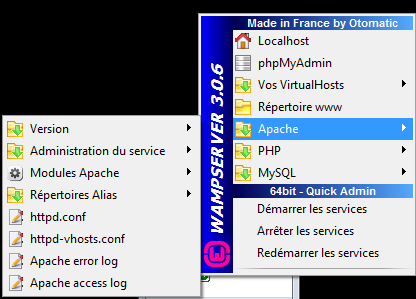 Made in France by Otomatic
Localhost
phpMyAdmin
Vos VirtualHosts
Répertoire www
Apache
PHP
MySQL
64bit - Quick Admin
Démarrer les services
Arrêter les services
Redémarrer les services
WAMPSERVER 3.0.6
Version
Administration du service
Modules Apache
Répertoires Alias
httpd.conf
httpd-vhosts.conf
Apache error log
Apache access log